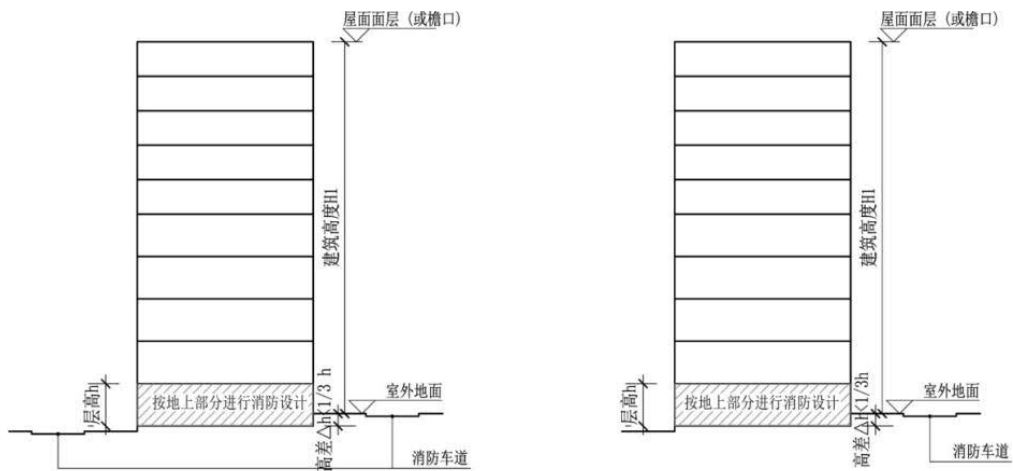 屋面面层（或檐口）
建筑高度H1
按地上部分进行消防设计
一层高h
高差△h<1/3 h
室外地面
消防车道
屋面面层（或檐口）
建筑高度H1
按地上部分进行消防设计
一层高h
高差△h<1/3h
室外地面
消防车道